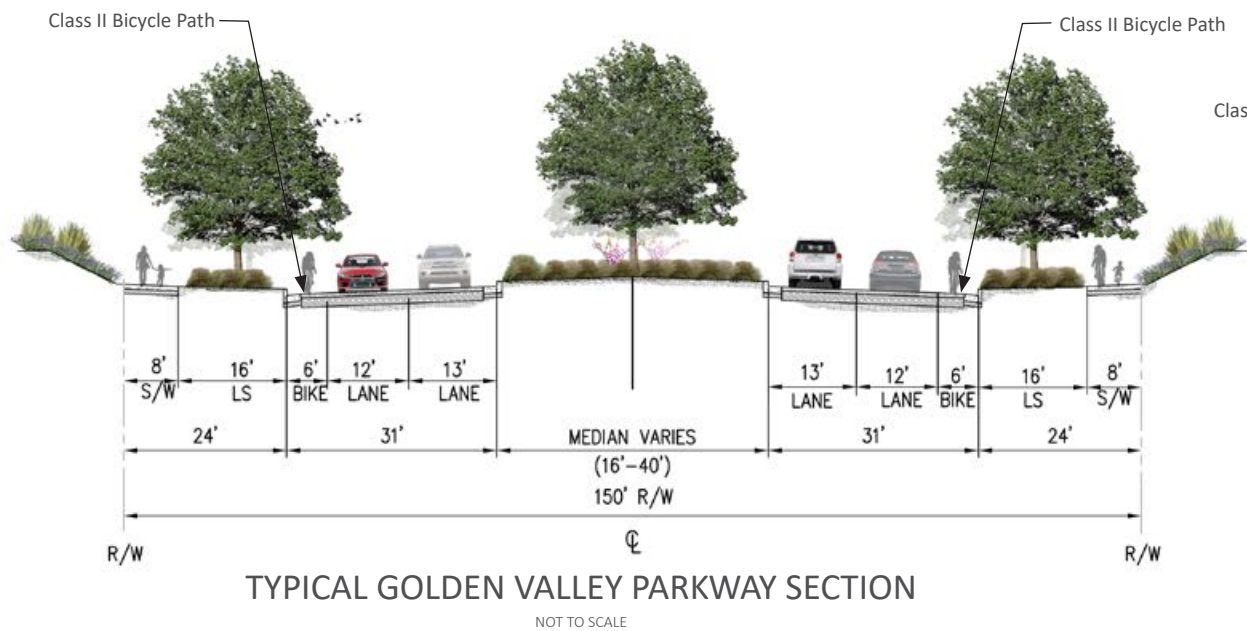 Class II Bicycle Path
Class II Bicycle Path
Clas
8' 16' 6' 12' 13' 13' 12' 6' 16' 8'
S/W LS BIKE LANE LANE LANE LANE BIKE LS S/W
24' 31' MEDIAN VARIES 31' 24'
(16'-40')
150' R/W
R/W ℄ R/W
TYPICAL GOLDEN VALLEY PARKWAY SECTION
NOT TO SCALE